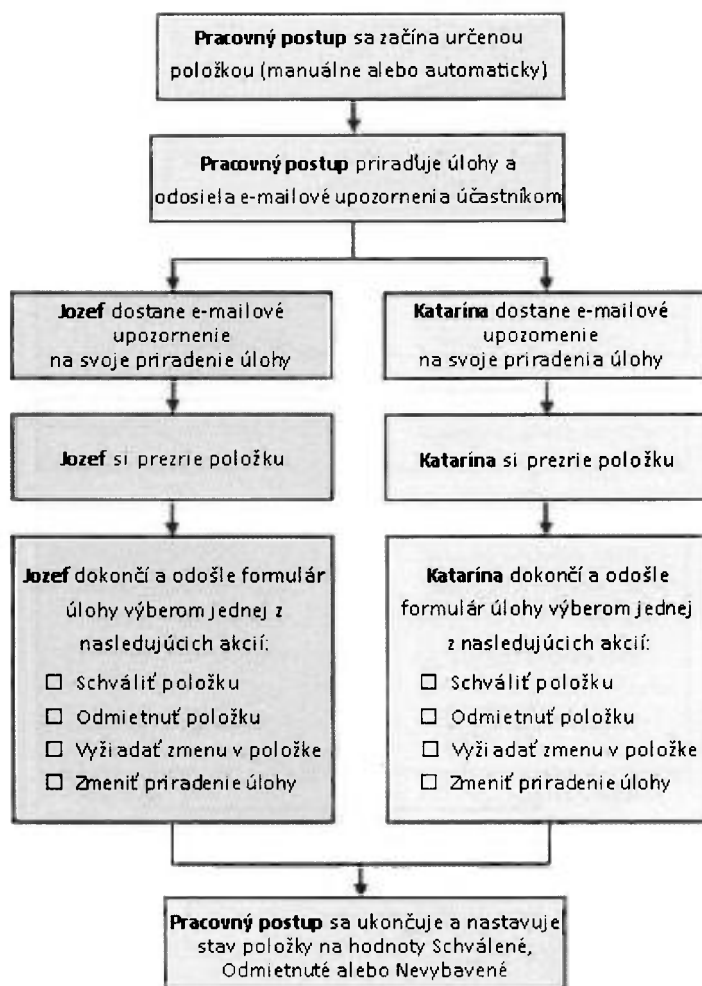 Pracovný postup sa začína určenou
položkou (manuálne alebo automaticky)
Pracovný postup priraďuje úlohy a
odosiela e-mailové upozornenia účastníkom
Jozef dostane e-mailové
upozornenie
na svoje priradenie úlohy
Katarína dostane e-mailové
upozornenie
na svoje priradenia úlohy
Jozef si prezrie položku
Katarína si prezrie položku
Jozef dokončí a odošle formulár
úlohy výberom jednej z
nasledujúcich akcií:
☐ Schváliť položku
☐ Odmietnuť položku
☐ Vyžiadať zmenu v položke
☐ Zmeniť priradenie úlohy
Katarína dokončí a odošle
formulár úlohy výberom jednej
z nasledujúcich akcií:
☐ Schváliť položku
☐ Odmietnuť položku
☐ Vyžiadať zmenu v položke
☐ Zmeniť priradenie úlohy
Pracovný postup sa ukončuje a nastavuje
stav položky na hodnoty Schválené,
Odmietnuté alebo Nevybavené